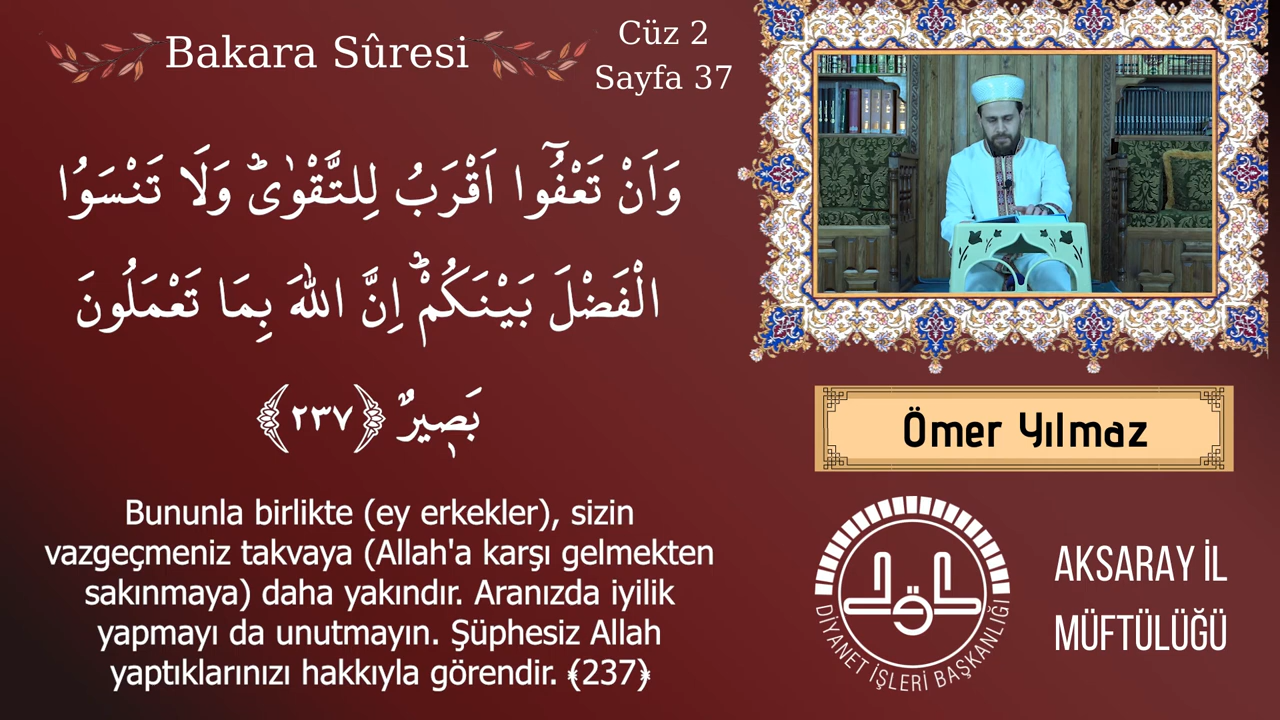 Bakara Sûresi
Cüz 2
Sayfa 37
وَاَنْ تَعْفُٓوا اَقْرَبُ لِلتَّقْوٰىۜ وَلَا تَنْسَوُا
الْفَضْلَ بَيْنَكُمْۜ اِنَّ اللّٰهَ بِمَا تَعْمَلُونَ
بَص۪يرٌ ﴿٢٣٧﴾
Bununla birlikte (ey erkekler), sizin
vazgeçmeniz takvaya (Allah'a karşı gelmekten
sakınmaya) daha yakındır. Aranızda iyilik
yapmayı da unutmayın. Şüphesiz Allah
yaptıklarınızı hakkıyla görendir. ﴾237﴿
Ömer Yılmaz
DİYANET İŞLERİ BAŞKANLIĞI
AKSARAY İL
MÜFTÜLÜĞÜ